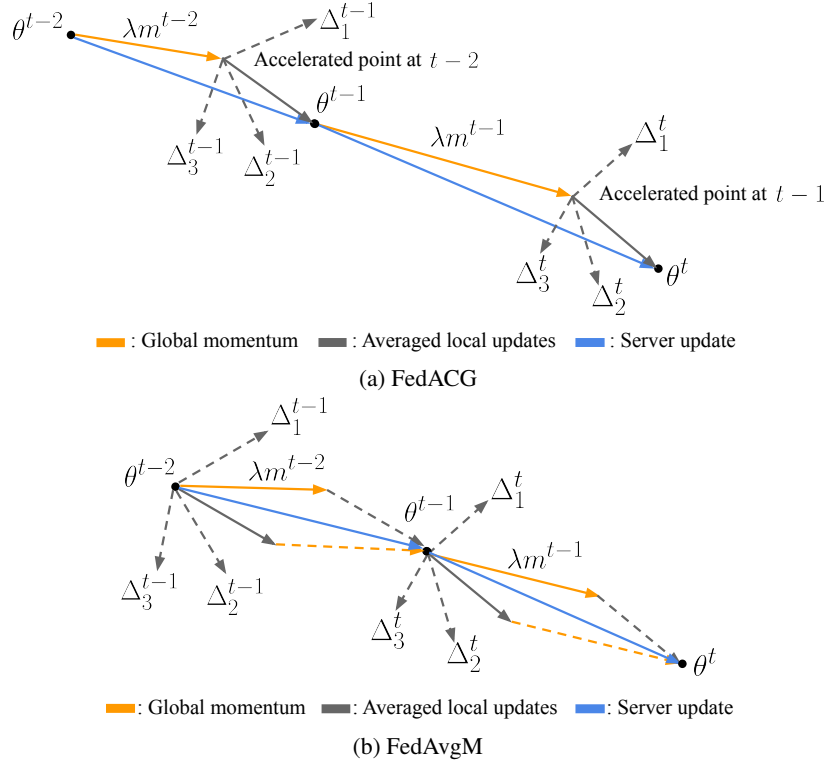 θ^{t−2} λm^{t−2} Δ_1^{t−1}
Accelerated point at t − 2
θ^{t−1}
Δ_3^{t−1} Δ_2^{t−1} λm^{t−1} Δ_1^t
Accelerated point at t − 1
Δ_3^t Δ_2^t θ^t
: Global momentum : Averaged local updates : Server update
(a) FedACG
Δ_1^{t−1}
θ^{t−2} λm^{t−2}
θ^{t−1} Δ_1^t
λm^{t−1}
Δ_3^{t−1} Δ_2^{t−1}
Δ_3^t Δ_2^t θ^t
: Global momentum : Averaged local updates : Server update
(b) FedAvgM